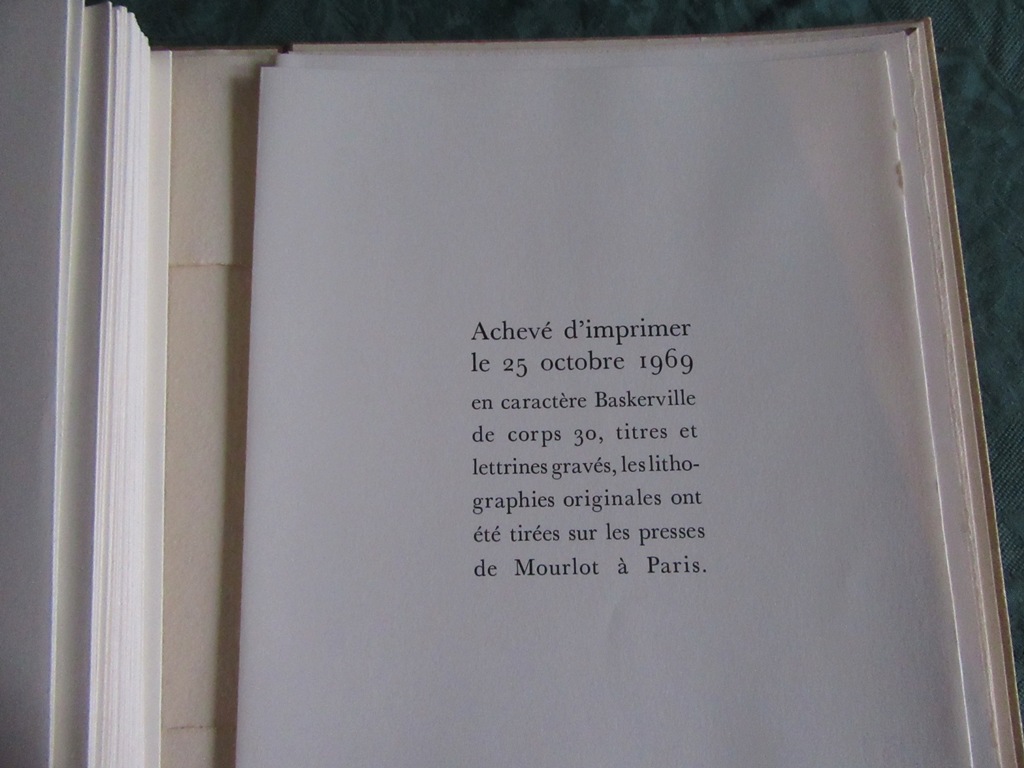 Achevé d'imprimer
le 25 octobre 1969
en caractère Baskerville
de corps 30, titres et
lettrines gravés, les litho-
graphies originales ont
été tirées sur les presses
de Mourlot à Paris.